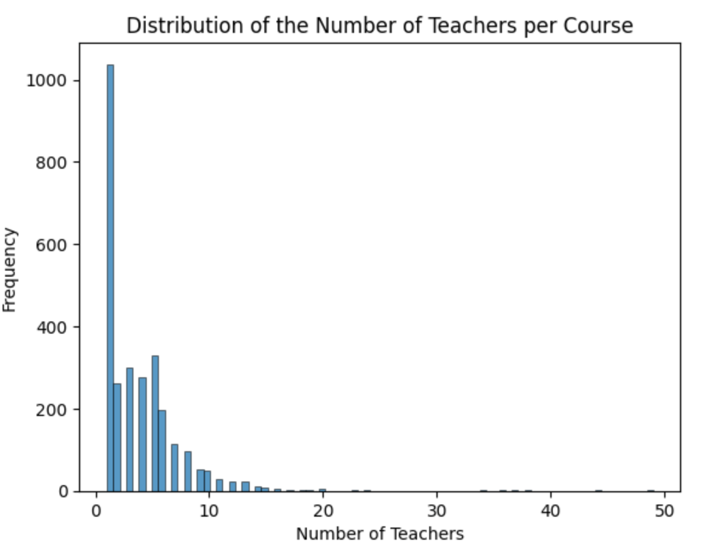 Distribution of the Number of Teachers per Course
1000
800
600
400
200
0
Frequency
0 10 20 30 40 50
Number of Teachers